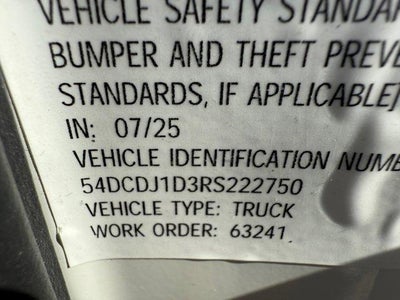 VEHICLE SAFETY STANDAR
BUMPER AND THEFT PREVE
STANDARDS, IF APPLICABLE]
IN: 07/25
VEHICLE IDENTIFICATION NUMBE
54DCDJ1D3RS222750
VEHICLE TYPE: TRUCK
WORK ORDER: 63241